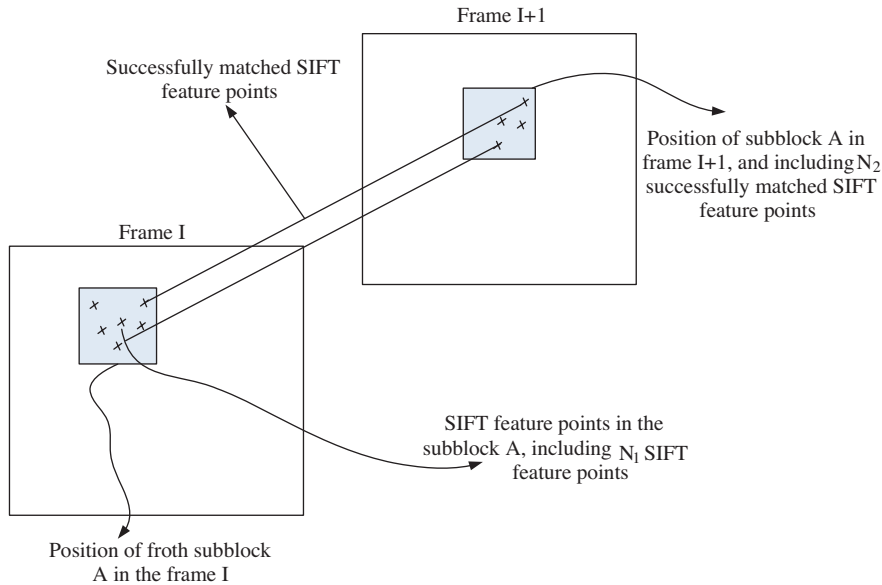 Frame I+1
Successfully matched SIFT
feature points
Position of subblock A in
frame I+1, and including N₂
successfully matched SIFT
feature points
Frame I
SIFT feature points in the
subblock A, including N₁ SIFT
feature points
Position of froth subblock
A in the frame I